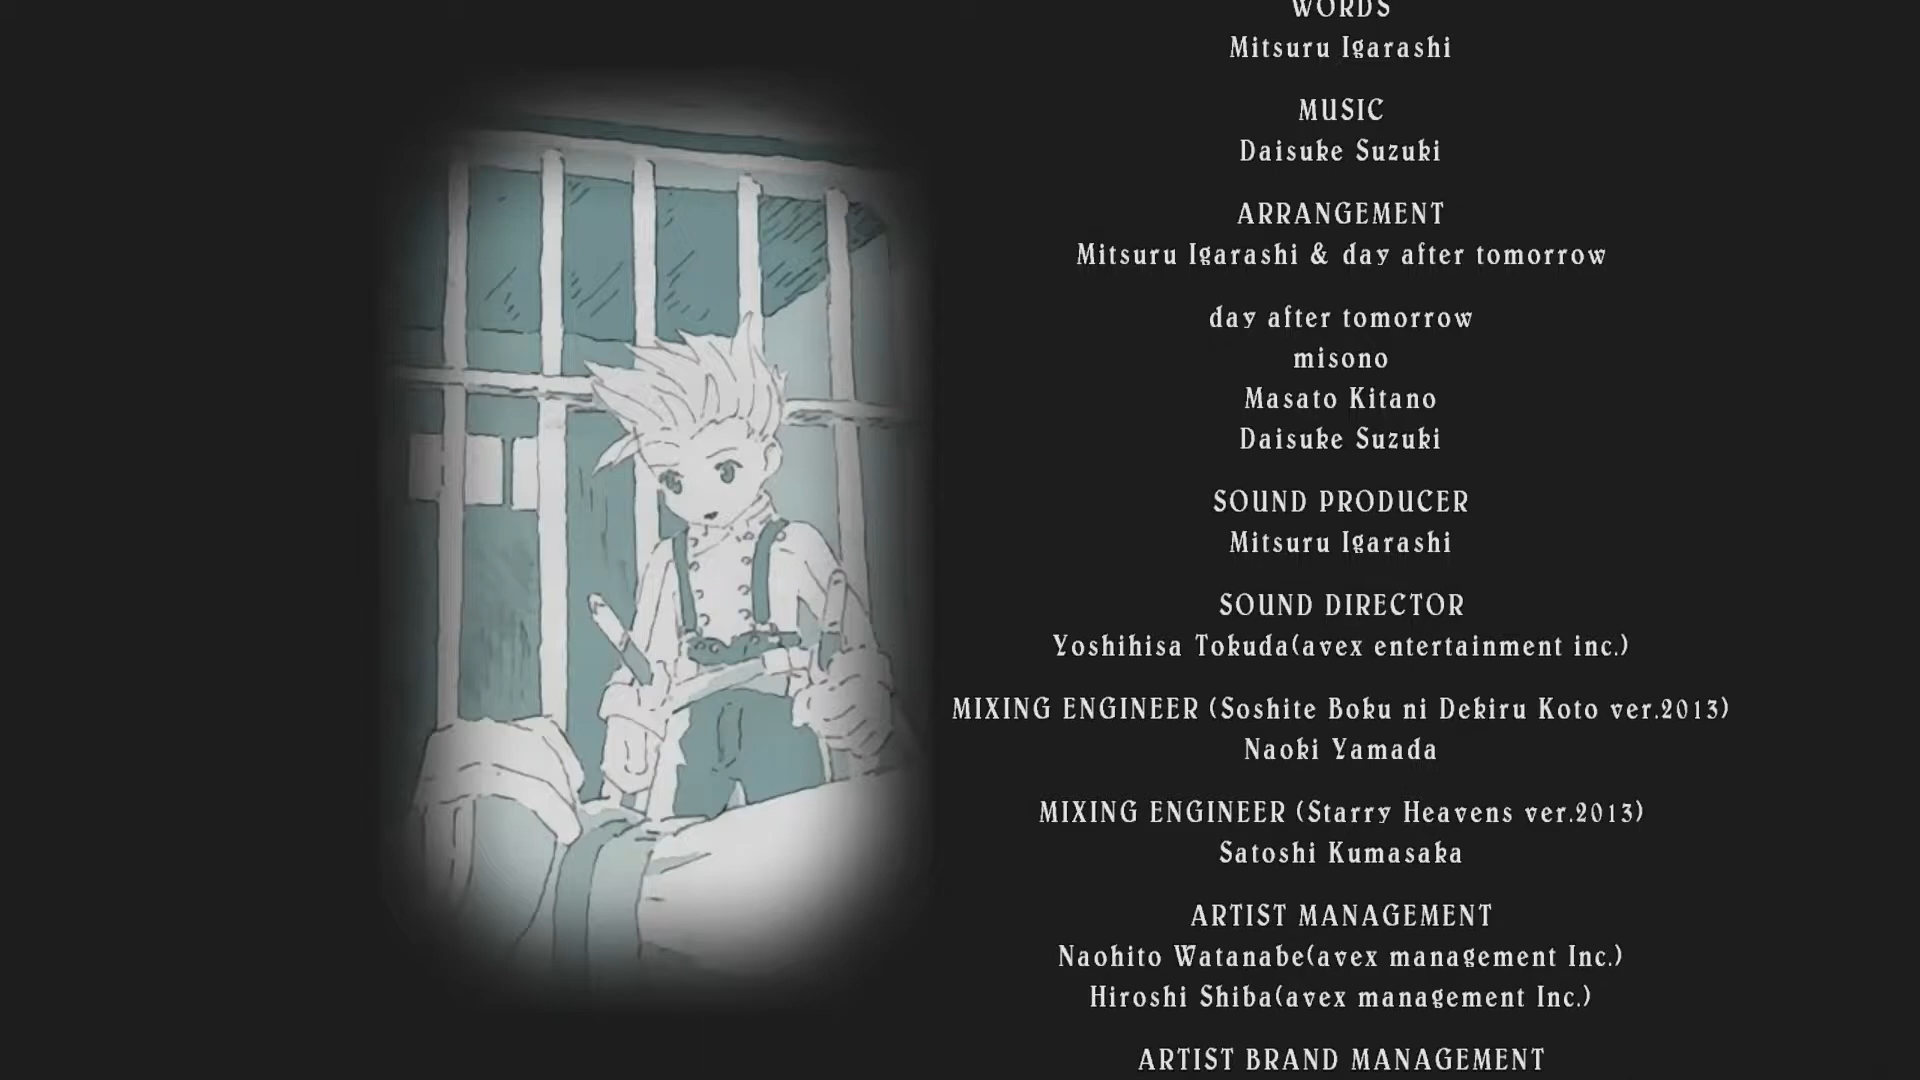 WORDS
Mitsuru Igarashi
MUSIC
Daisuke Suzuki
ARRANGEMENT
Mitsuru Igarashi & day after tomorrow
day after tomorrow
misono
Masato Kitano
Daisuke Suzuki
SOUND PRODUCER
Mitsuru Igarashi
SOUND DIRECTOR
Yoshihisa Tokuda(avex entertainment inc.)
MIXING ENGINEER (Soshite Boku ni Dekiru Koto ver.2013)
Naoki Yamada
MIXING ENGINEER (Starry Heavens ver.2013)
Satoshi Kumasaka
ARTIST MANAGEMENT
Naohito Watanabe(avex management Inc.)
Hiroshi Shiba(avex management Inc.)
ARTIST BRAND MANAGEMENT